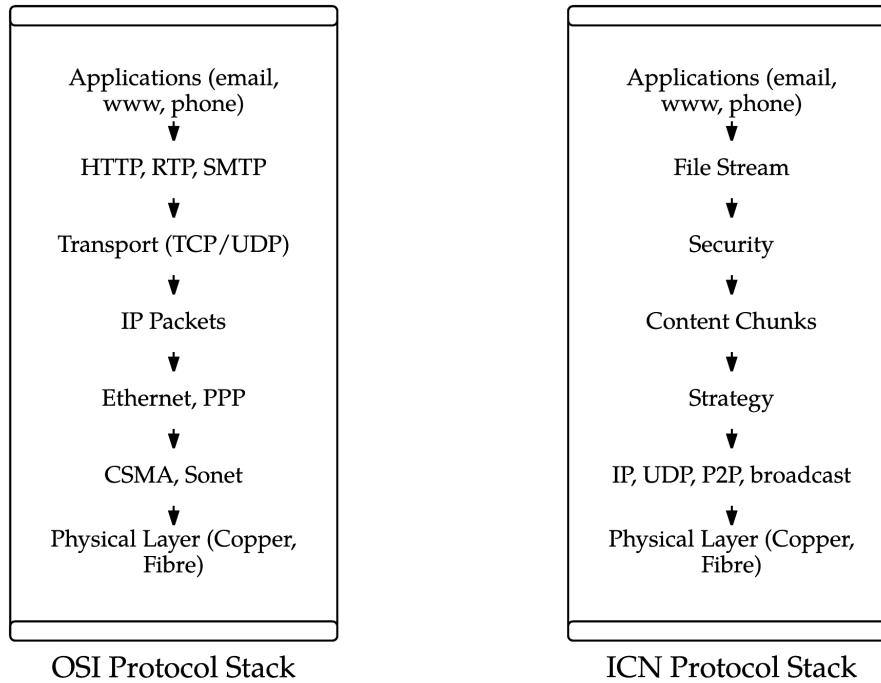 Applications (email,
www, phone)
HTTP, RTP, SMTP
Transport (TCP/UDP)
IP Packets
Ethernet, PPP
CSMA, Sonet
Physical Layer (Copper,
Fibre)
OSI Protocol Stack
Applications (email,
www, phone)
File Stream
Security
Content Chunks
Strategy
IP, UDP, P2P, broadcast
Physical Layer (Copper,
Fibre)
ICN Protocol Stack